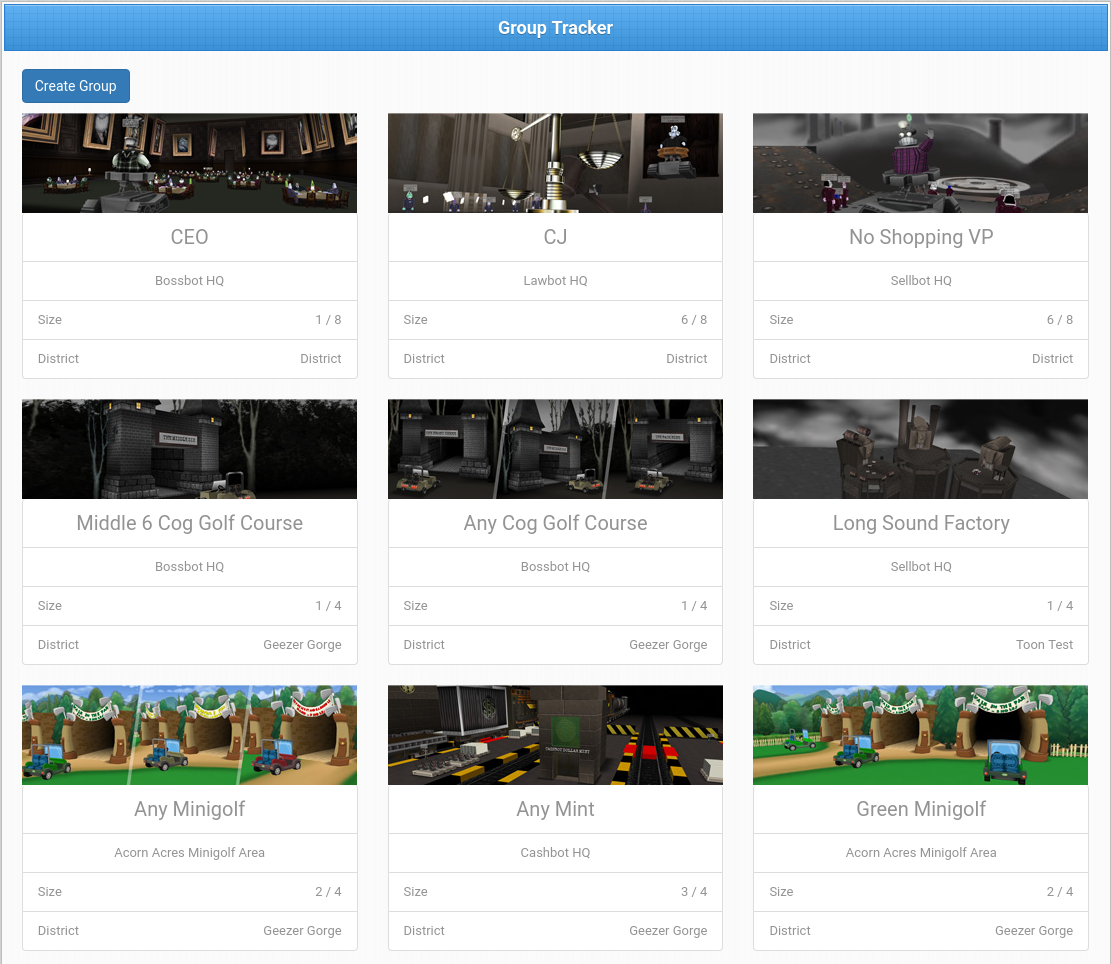 Group Tracker
Create Group
CEO
Bossbot HQ
Size 1 / 8
District District
CJ
Lawbot HQ
Size 6 / 8
District District
No Shopping VP
Sellbot HQ
Size 6 / 8
District District
Middle 6 Cog Golf Course
Bossbot HQ
Size 1 / 4
District Geezer Gorge
Any Cog Golf Course
Bossbot HQ
Size 1 / 4
District Geezer Gorge
Long Sound Factory
Sellbot HQ
Size 1 / 4
District Toon Test
Any Minigolf
Acorn Acres Minigolf Area
Size 2 / 4
District Geezer Gorge
CASHBOT DOLLAR MINT
Any Mint
Cashbot HQ
Size 3 / 4
District Geezer Gorge
Green Minigolf
Acorn Acres Minigolf Area
Size 2 / 4
District Geezer Gorge